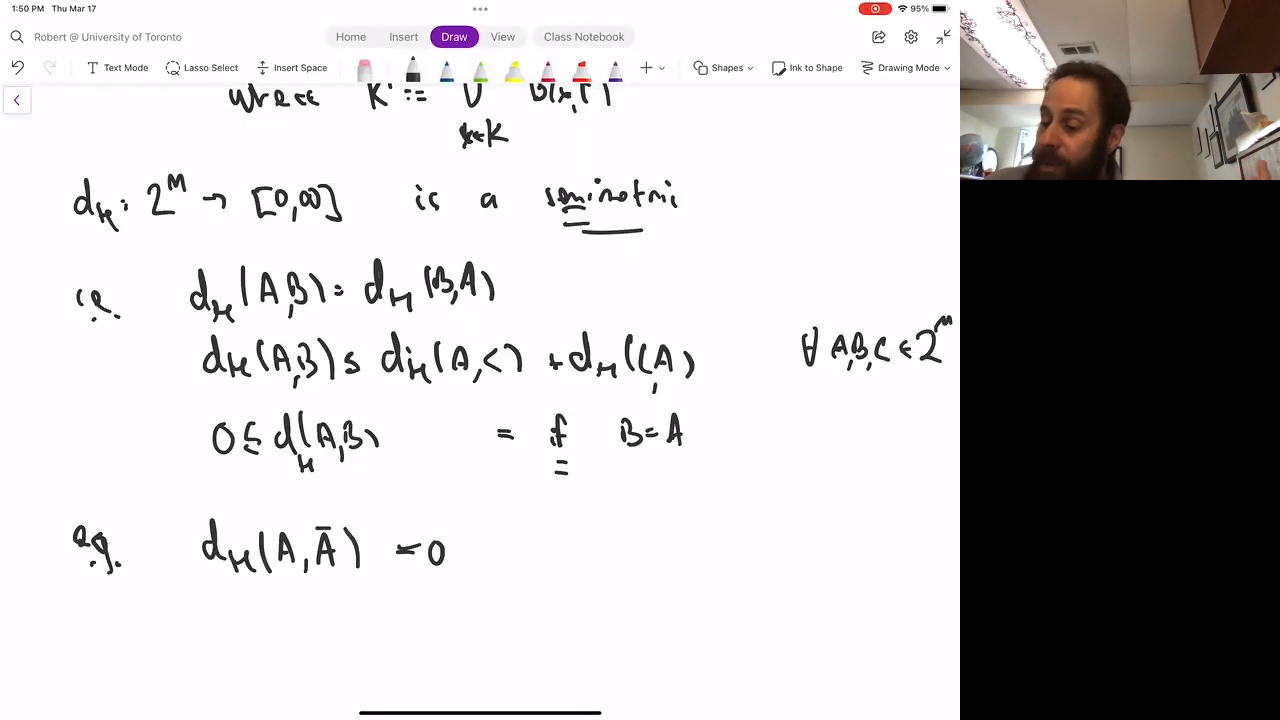 1:50 PM Thu Mar 17
95%
Robert @ University of Toronto
Home Insert Draw View Class Notebook
Text Mode Lasso Select Insert Space Shapes Ink to Shape Drawing Mode
where K^r := ∪ B(x,r)
x∈K
d_H : 2^M → [0,∞] is a semimetric
i.e. d_H(A,B) = d_H(B,A)
d_H(A,B) ≤ d_H(A,C) + d_H(C,A) ∀ A,B,C ∈ 2^M
0 ≤ d_H(A,B) = if B=A
e.g. d_H(A,Ā) = 0